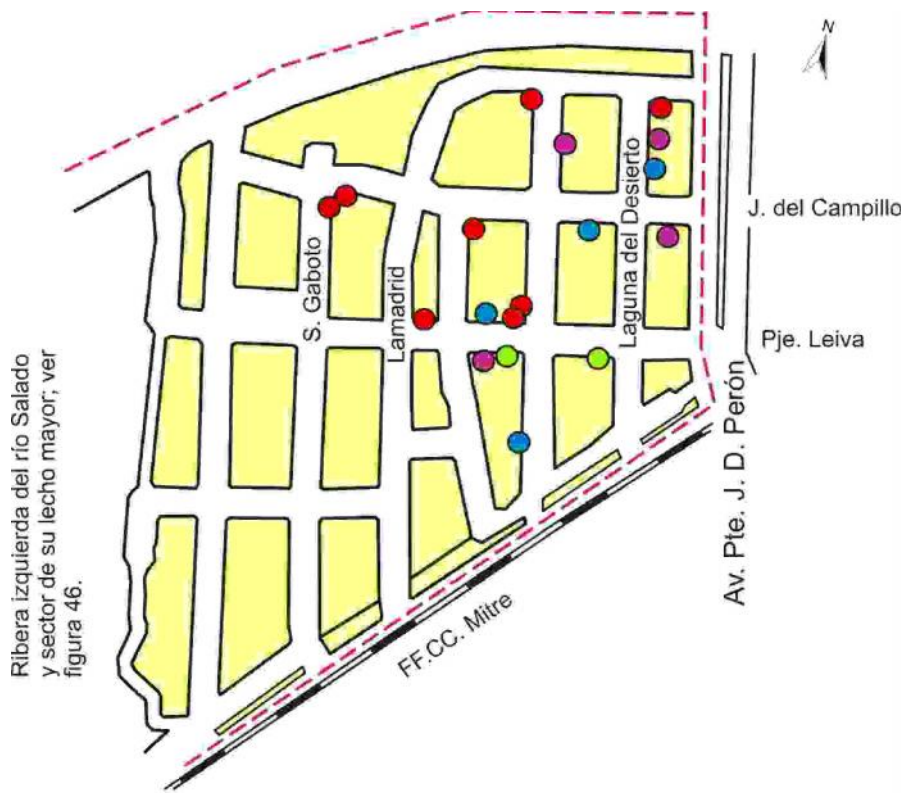 N
J. del Campillo
Pje. Leiva
Laguna del Desierto
S. Gaboto
Lamadrid
Av. Pte. J. D. Perón
FF.CC. Mitre
Ribera izquierda del río Salado
y sector de su lecho mayor; ver
figura 46.